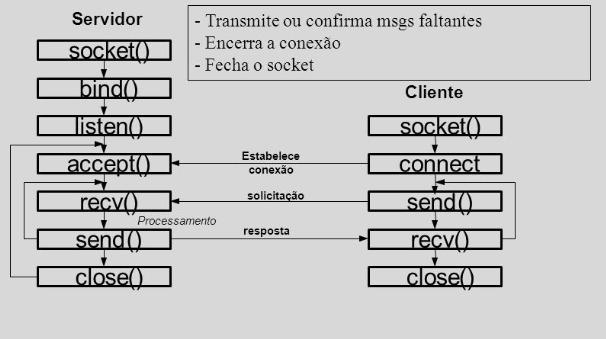 Servidor
- Transmite ou confirma msgs faltantes
- Encerra a conexão
- Fecha o socket
socket()
bind()
listen()
accept()
recv()
Processamento
send()
close()
Estabelece
conexão
solicitação
resposta
Cliente
socket()
connect
send()
recv()
close()